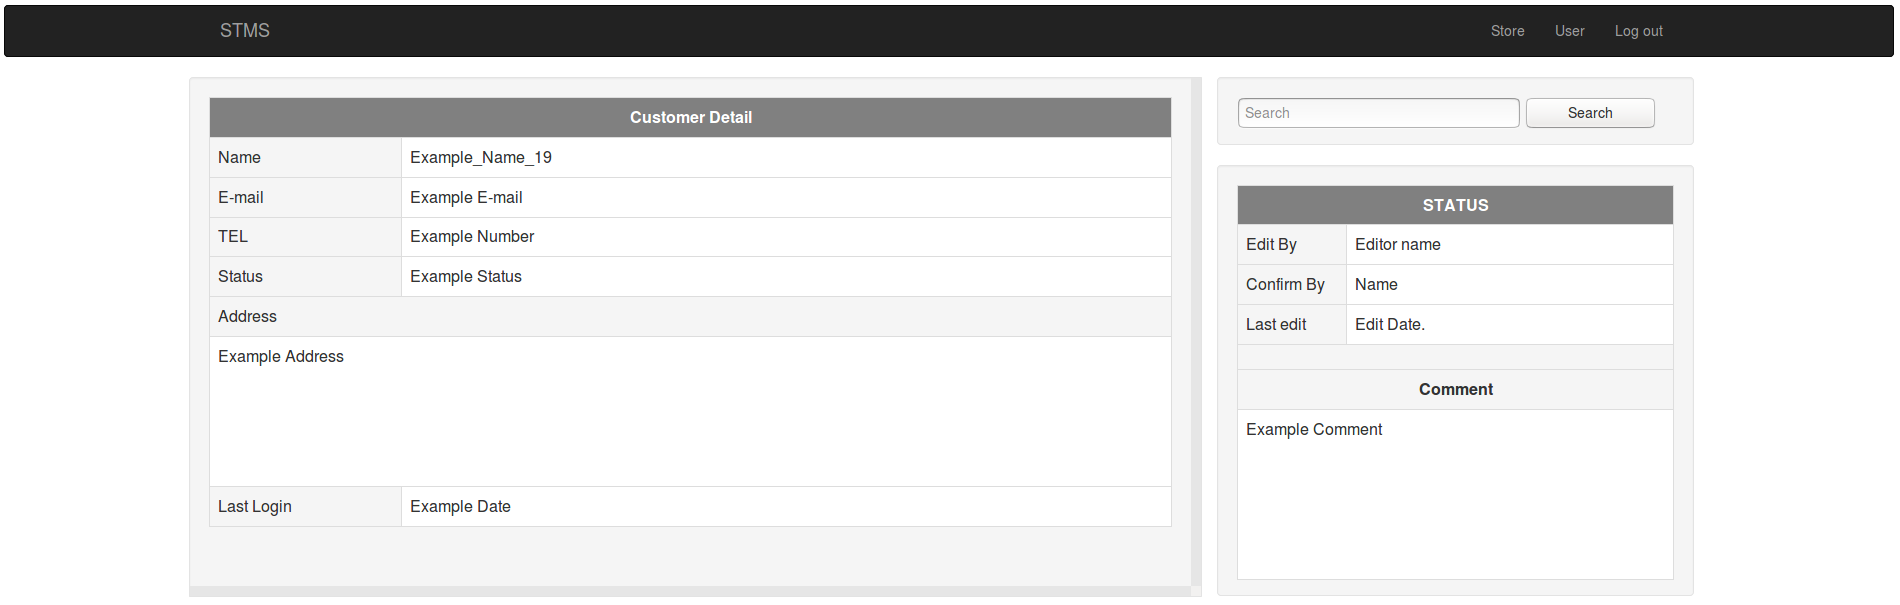 STMS Store User Log out
Customer Detail
Name Example_Name_19
E-mail Example E-mail
TEL Example Number
Status Example Status
Address
Example Address
Last Login Example Date
Search Search
STATUS
Edit By Editor name
Confirm By Name
Last edit Edit Date.
Comment
Example Comment